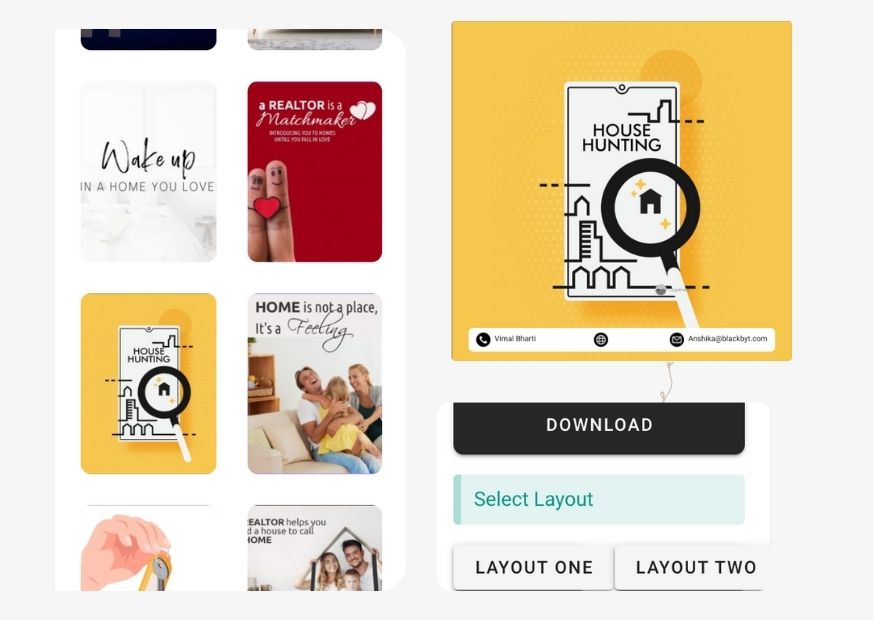 Wake up
IN A HOME YOU LOVE
a REALTOR is a
Matchmaker
INTRODUCING YOU TO HOMES
UNTILL YOU FALL IN LOVE
HOUSE
HUNTING
HOME is not a place,
It's a Feeling
EALTOR helps you
d a house to call
HOME
HOUSE
HUNTING
Vimal Bharti
Anshika@blackbyt.com
DOWNLOAD
Select Layout
LAYOUT ONE
LAYOUT TWO